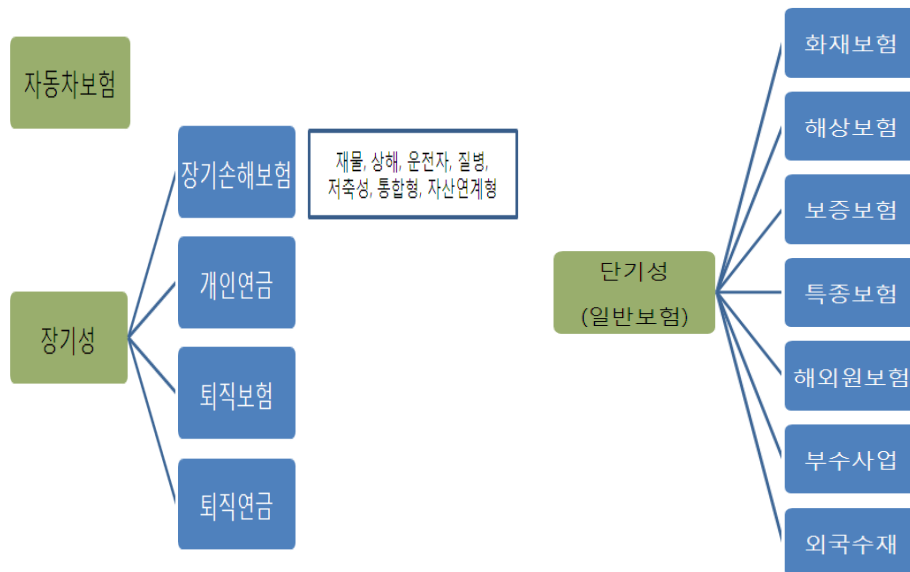 자동차보험
장기성
장기손해보험
재물, 상해, 운전자, 질병,
저축성, 통합형, 자산연계형
개인연금
퇴직보험
퇴직연금
단기성
(일반보험)
화재보험
해상보험
보증보험
특종보험
해외원보험
부수사업
외국수재